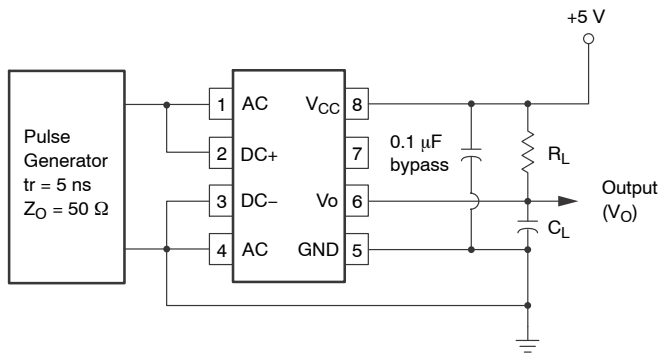 +5 V
Pulse
Generator
tr = 5 ns
ZO = 50 Ω
1 AC VCC 8
2 DC+ 7
3 DC− Vo 6
4 AC GND 5
0.1 μF
bypass
RL
CL
Output
(VO)